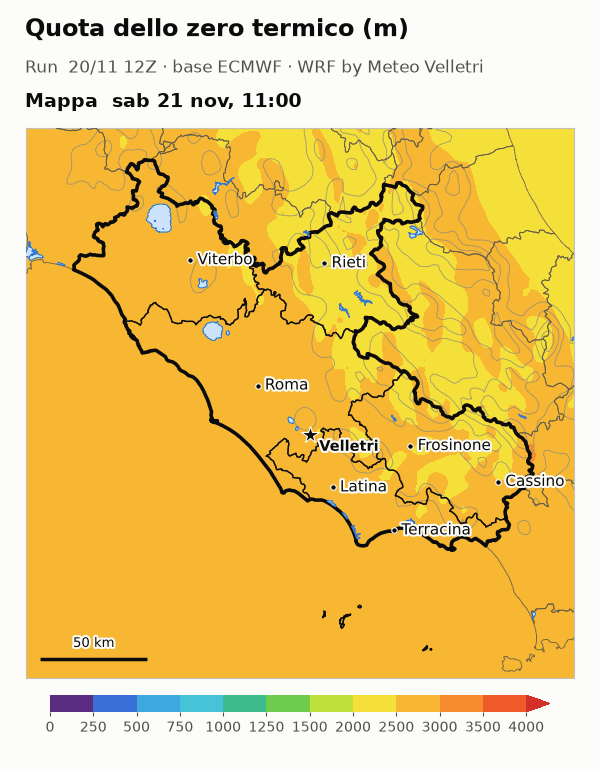 Quota dello zero termico (m)
Run  20/11 12Z · base ECMWF · WRF by Meteo Velletri
Mappa  sab 21 nov, 11:00
Viterbo
Rieti
Roma
Velletri
Frosinone
Cassino
Latina
Terracina
50 km
0 250 500 750 1000 1250 1500 2000 2500 3000 3500 4000